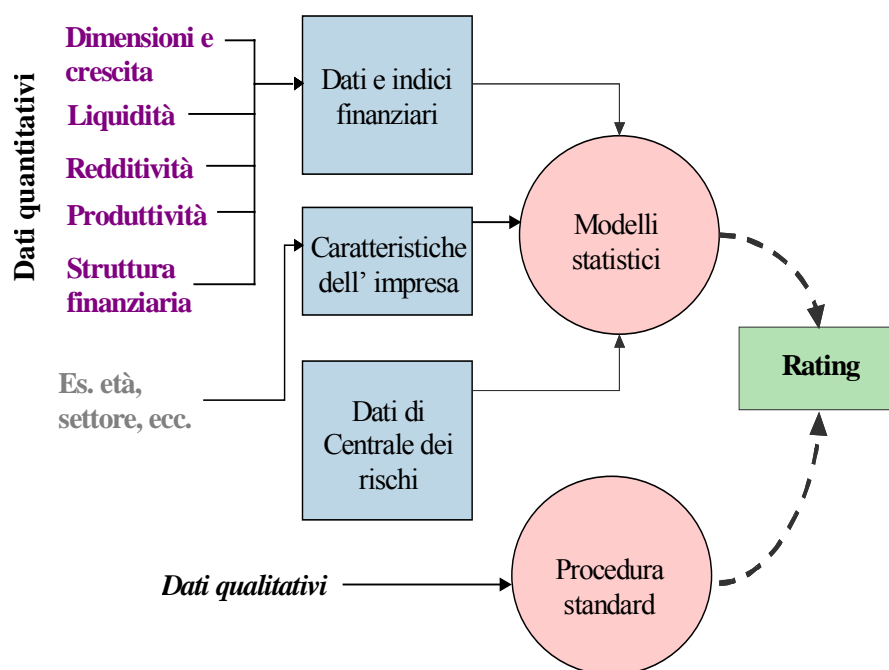 Dati quantitativi
Dimensioni e
crescita
Liquidità
Redditività
Produttività
Struttura
finanziaria
Es. età,
settore, ecc.
Dati e indici
finanziari
Caratteristiche
dell’ impresa
Dati di
Centrale dei
rischi
Modelli
statistici
Rating
Dati qualitativi
Procedura
standard